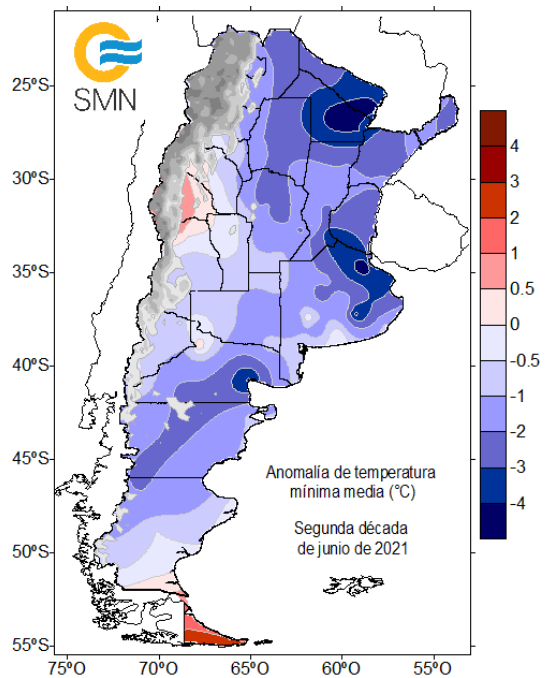 SMN
25ºS
30ºS
35ºS
40ºS
45ºS
50ºS
55ºS
75ºO
70ºO
65ºO
60ºO
55ºO
4
3
2
1
0.5
0
-0.5
-1
-2
-3
-4
Anomalía de temperatura
mínima media (°C)
Segunda década
de junio de 2021